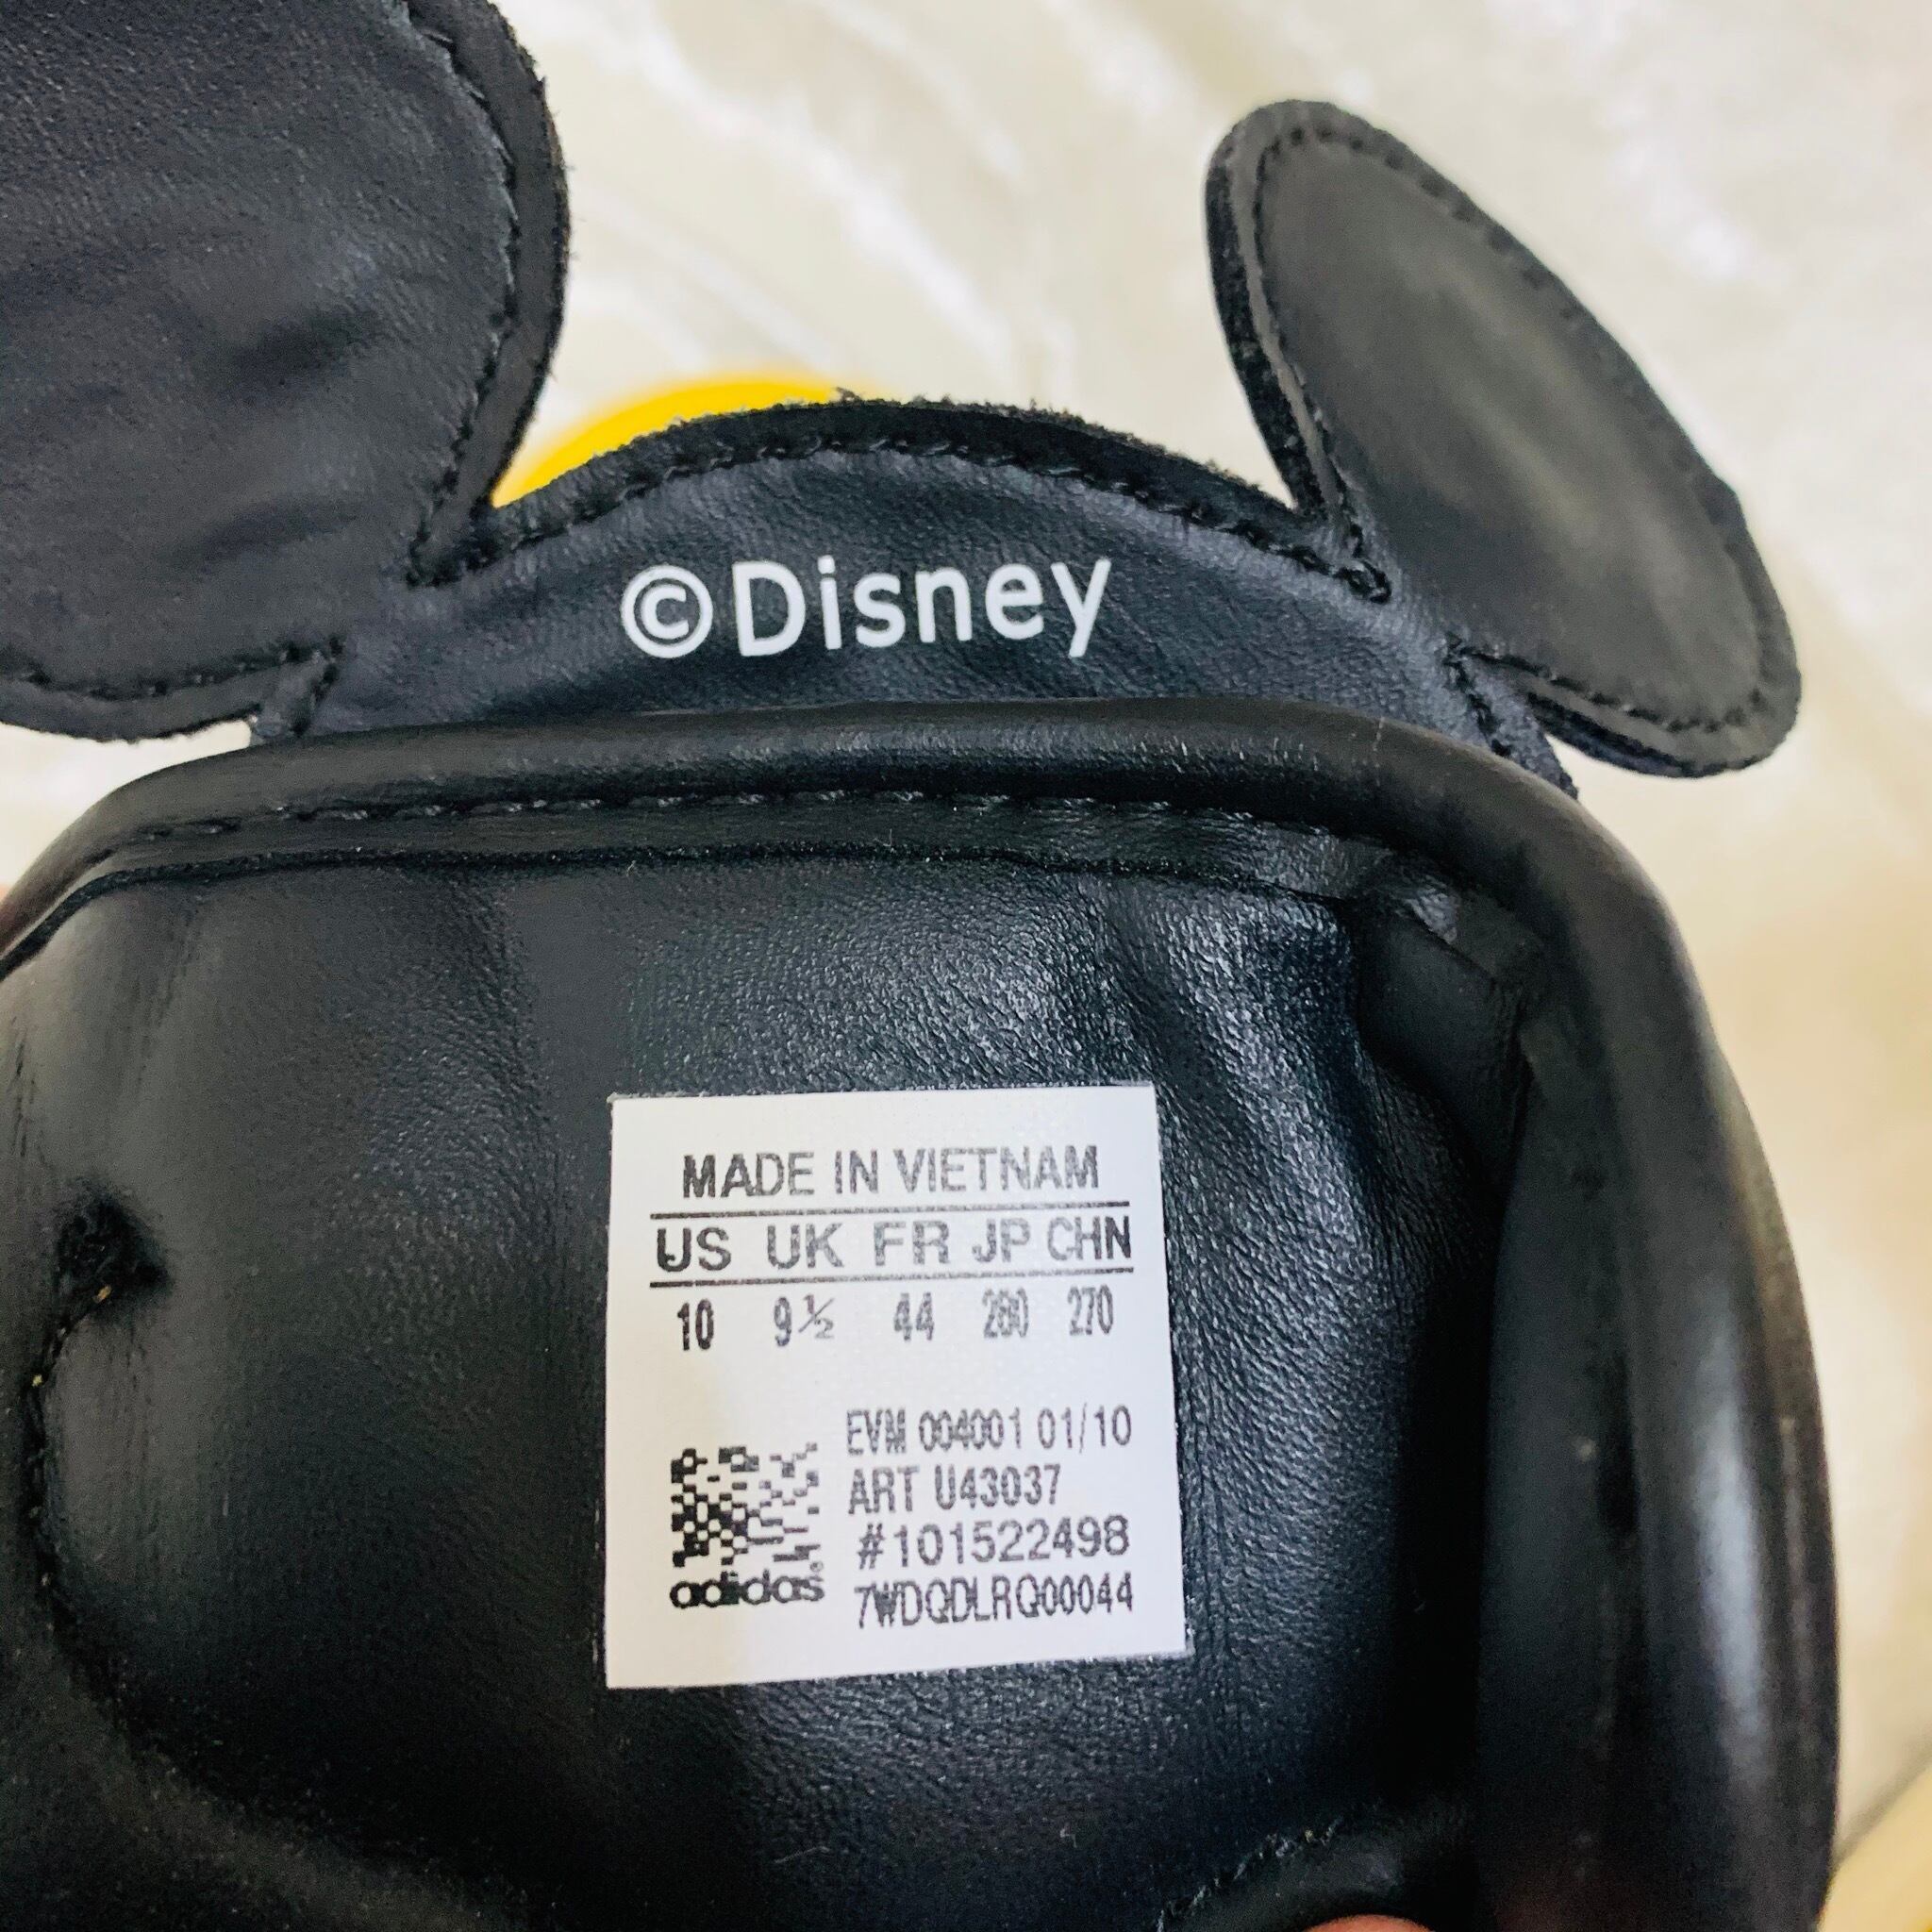 ©Disney
MADE IN VIETNAM
US UK FR JP CHN
10 9½ 44 280 270
EVM 004001 01/10
ART U43037
#101522498
adidas®
7WDQDLRQ00044